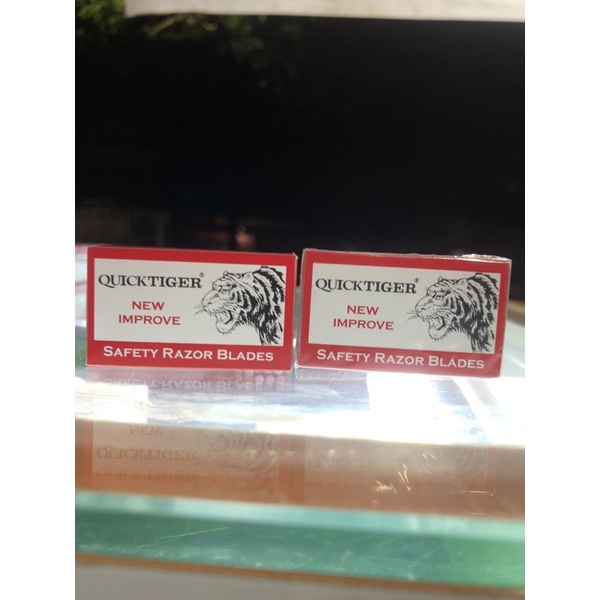 QUICKTIGER®
NEW
IMPROVE
SAFETY RAZOR BLADES
QUICKTIGER®
NEW
IMPROVE
SAFETY RAZOR BLADES